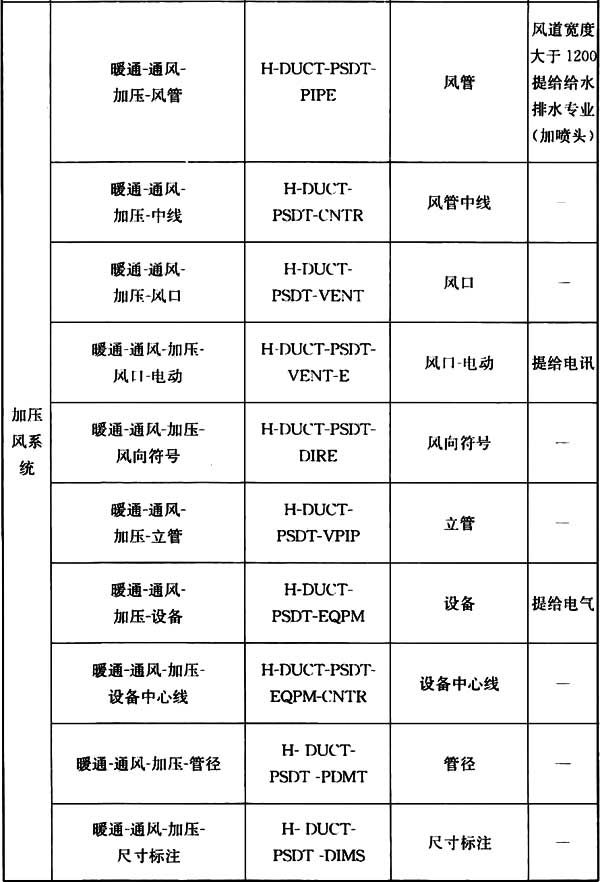 加压
风系
统
暖通-通风-
加压-风管
H-DUCT-PSDT-
PIPE
风管
风道宽度
大于 1200
提给给水
排水专业
（加喷头）
暖通-通风-
加压-中线
H-DUCT-
PSDT-CNTR
风管中线
—
暖通-通风-
加压-风口
H-DUCT-
PSDT-VENT
风口
—
暖通-通风-加压-
风口-电动
H-DUCT-PSDT-
VENT-E
风口-电动
提给电讯
暖通-通风-加压-
风向符号
H-DUCT-PSDT-
DIRE
风向符号
—
暖通-通风-
加压-立管
H-DUCT-
PSDT-VPIP
立管
—
暖通-通风-
加压-设备
H-DUCT-
PSDT-EQPM
设备
提给电气
暖通-通风-加压-
设备中心线
H-DUCT-PSDT-
EQPM-CNTR
设备中心线
—
暖通-通风-加压-管径
H- DUCT-
PSDT -PDMT
管径
—
暖通-通风-加压-
尺寸标注
H- DUCT-
PSDT -DIMS
尺寸标注
—